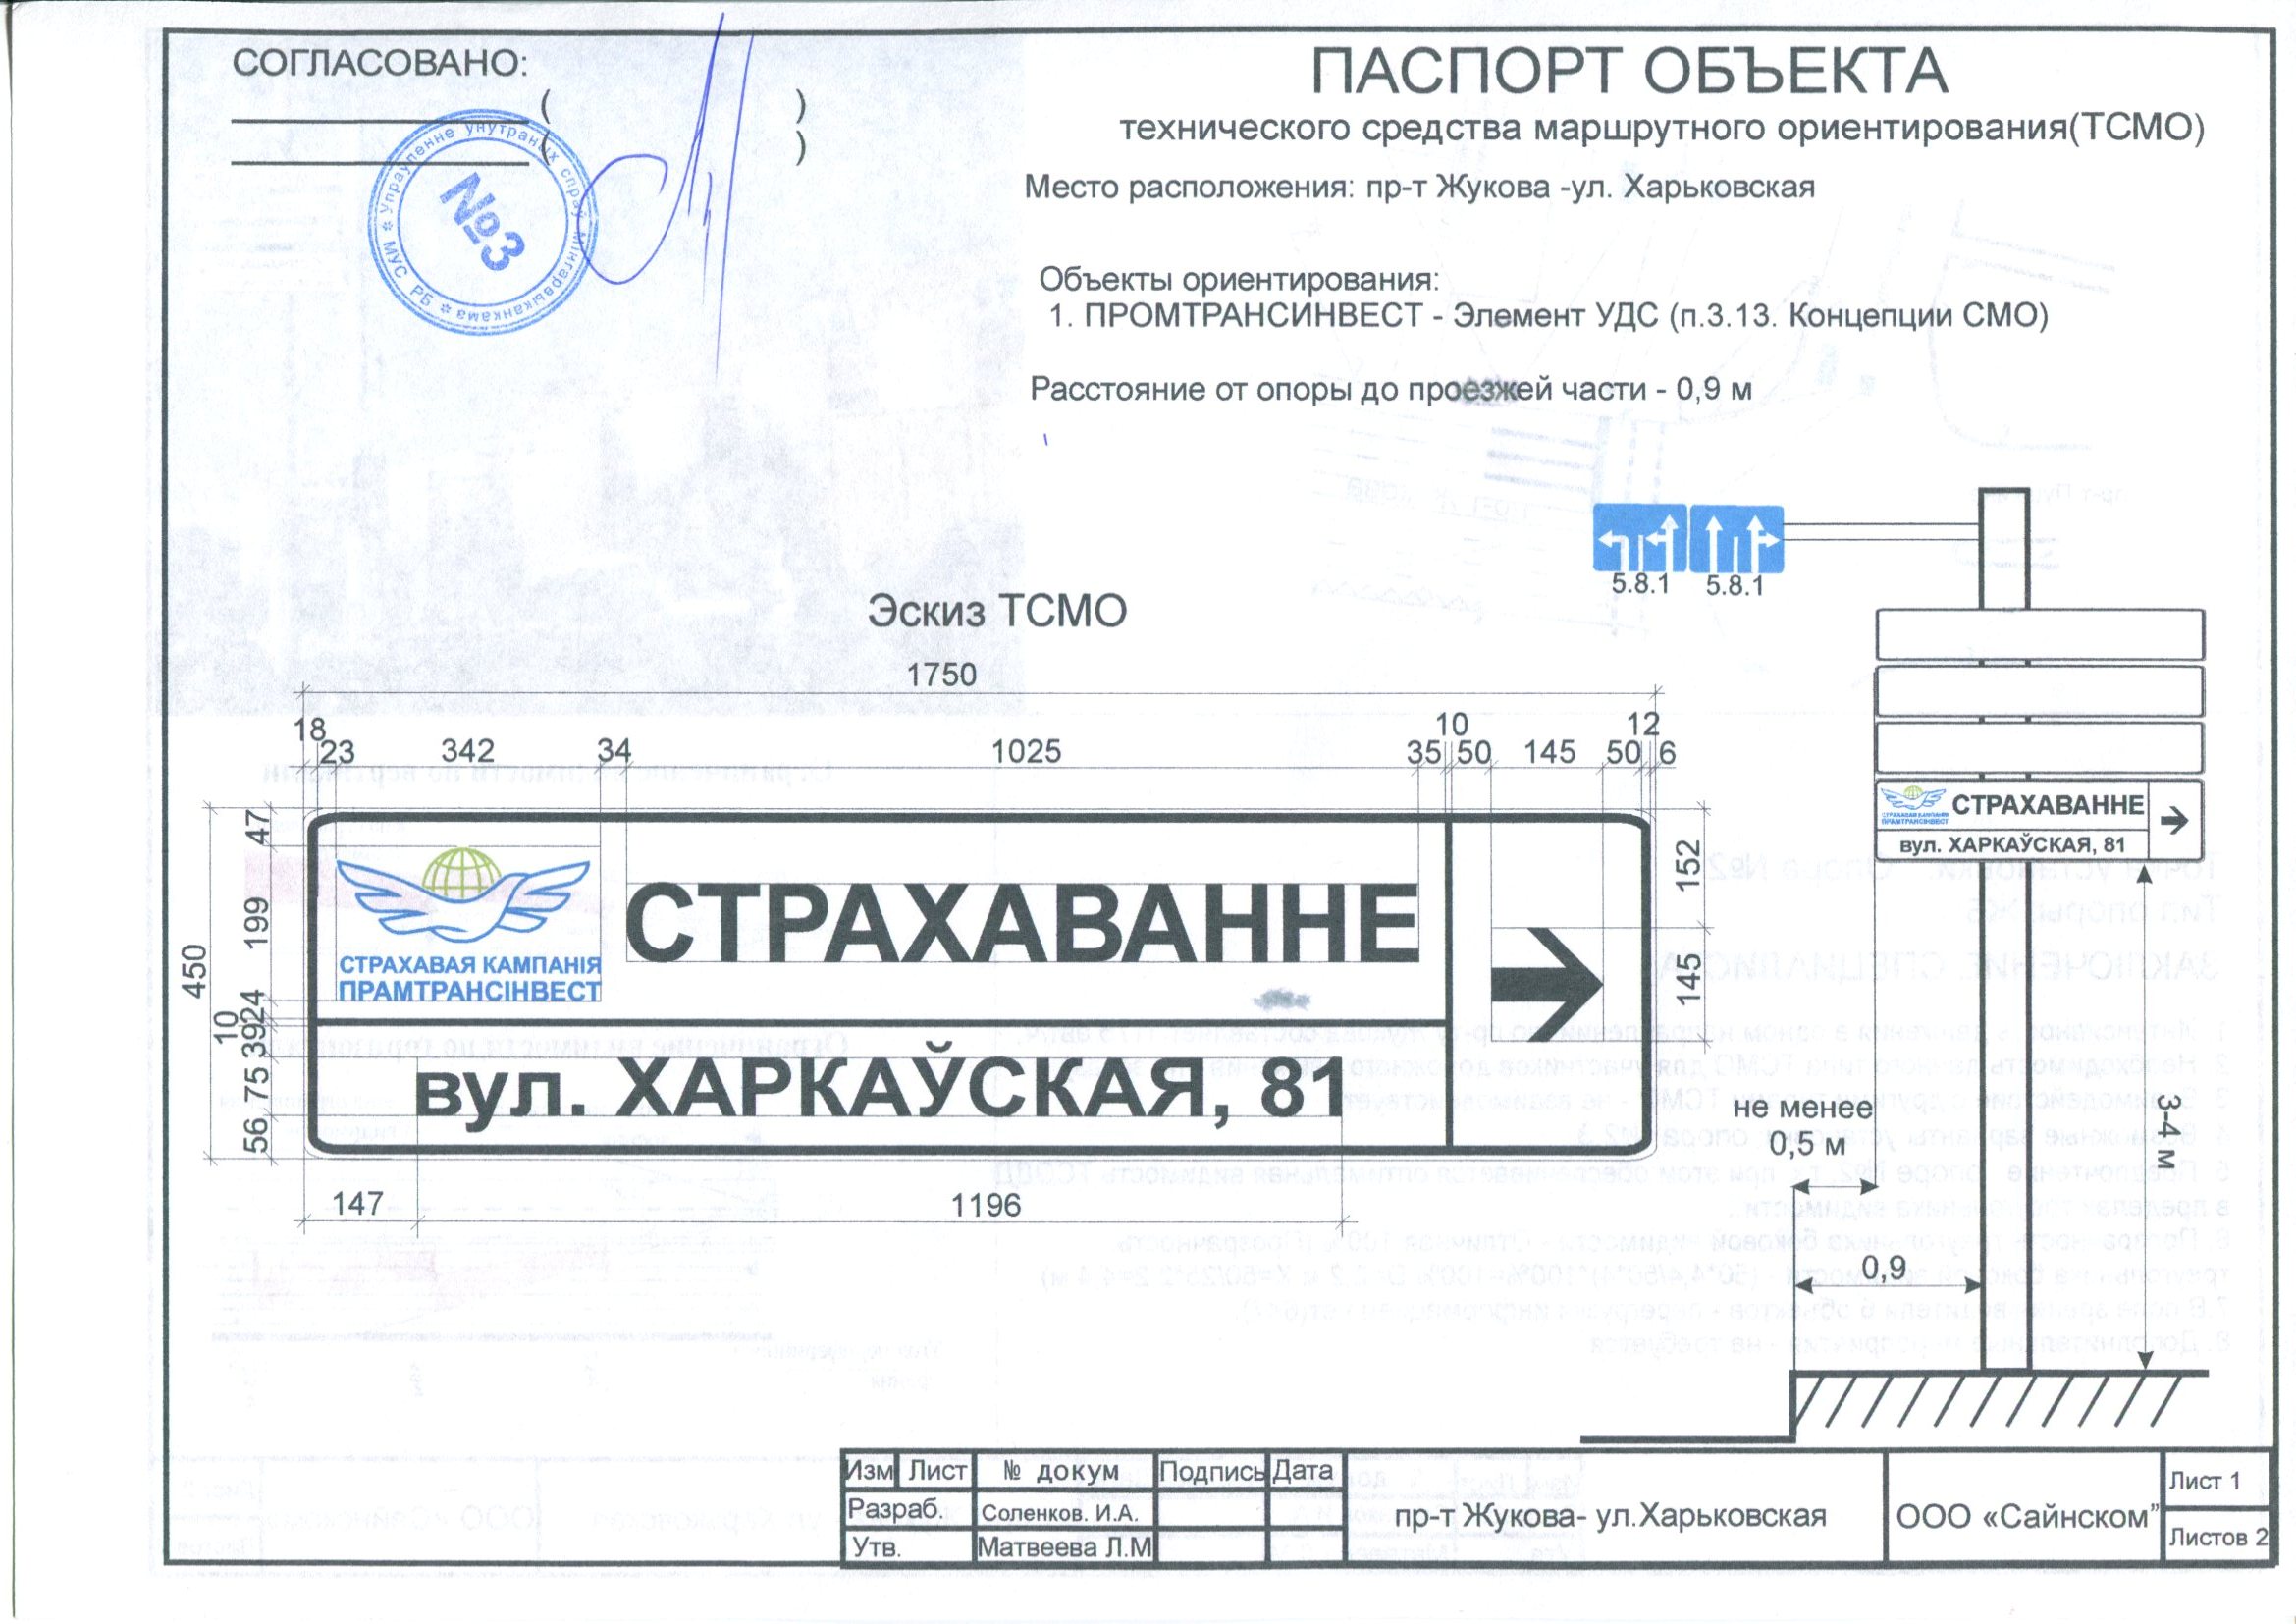 СОГЛАСОВАНО:
( )
( )
Упраўленне унутраных спраў Мінгарвыканкама * МУС РБ *
№3
ПАСПОРТ ОБЪЕКТА
технического средства маршрутного ориентирования(ТСМО)
Место расположения: пр-т Жукова -ул. Харьковская
Объекты ориентирования:
1. ПРОМТРАНСИНВЕСТ - Элемент УДС (п.3.13. Концепции СМО)
Расстояние от опоры до проезжей части - 0,9 м
5.8.1 5.8.1
Эскиз ТСМО
1750
18 10 12
23 342 34 1025 35 50 145 50 6
450
47
199
24
10
39
75
56
152
145
СТРАХАВАЯ КАМПАНІЯ
ПРАМТРАНСІНВЕСТ
СТРАХАВАННЕ
вул. ХАРКАЎСКАЯ, 81
147 1196
СТРАХАВАЯ КАМПАНІЯ
ПРАМТРАНСІНВЕСТ
СТРАХАВАННЕ
вул. ХАРКАЎСКАЯ, 81
не менее
0,5 м
3-4 м
0,9
Изм Лист № докум Подпись Дата
Разраб. Соленков. И.А.
Утв. Матвеева Л.М
пр-т Жукова- ул.Харьковская
ООО «Сайнском”
Лист 1
Листов 2